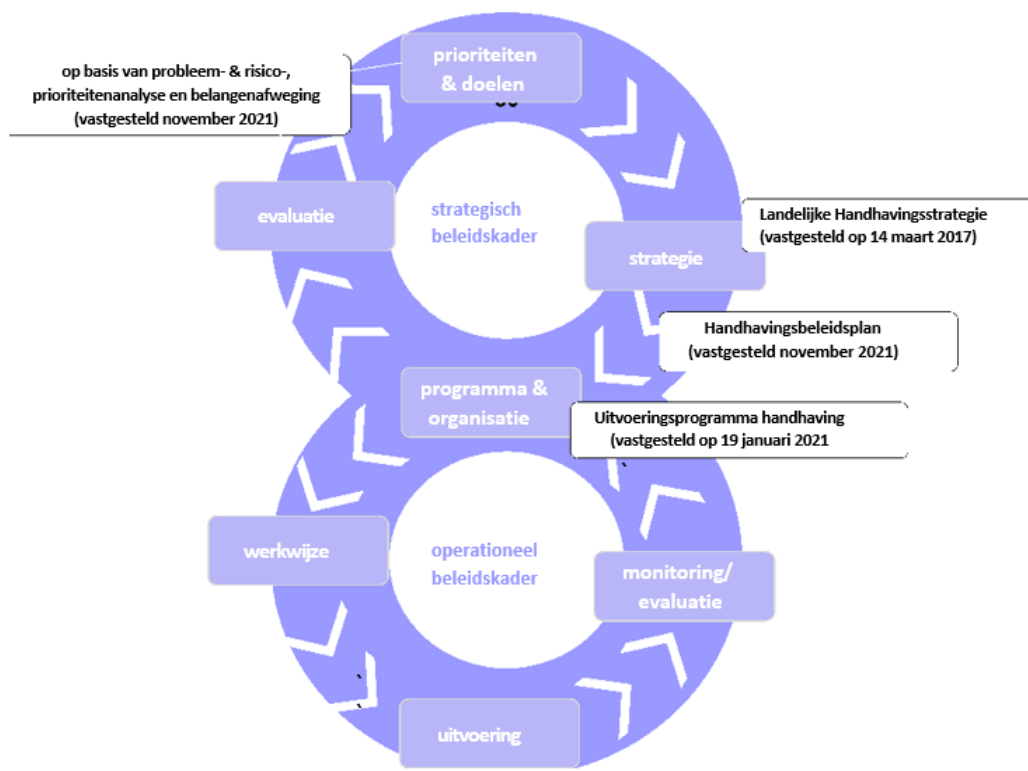 prioriteiten
& doelen
op basis van probleem- & risico-,
prioriteitenanalyse en belangenafweging
(vastgesteld november 2021)
evaluatie
strategisch
beleidskader
Landelijke Handhavingsstrategie
(vastgesteld op 14 maart 2017)
strategie
Handhavingsbeleidsplan
(vastgesteld november 2021)
programma &
organisatie
Uitvoeringsprogramma handhaving
(vastgesteld op 19 januari 2021
werkwijze
operationeel
beleidskader
monitoring/
evaluatie
uitvoering